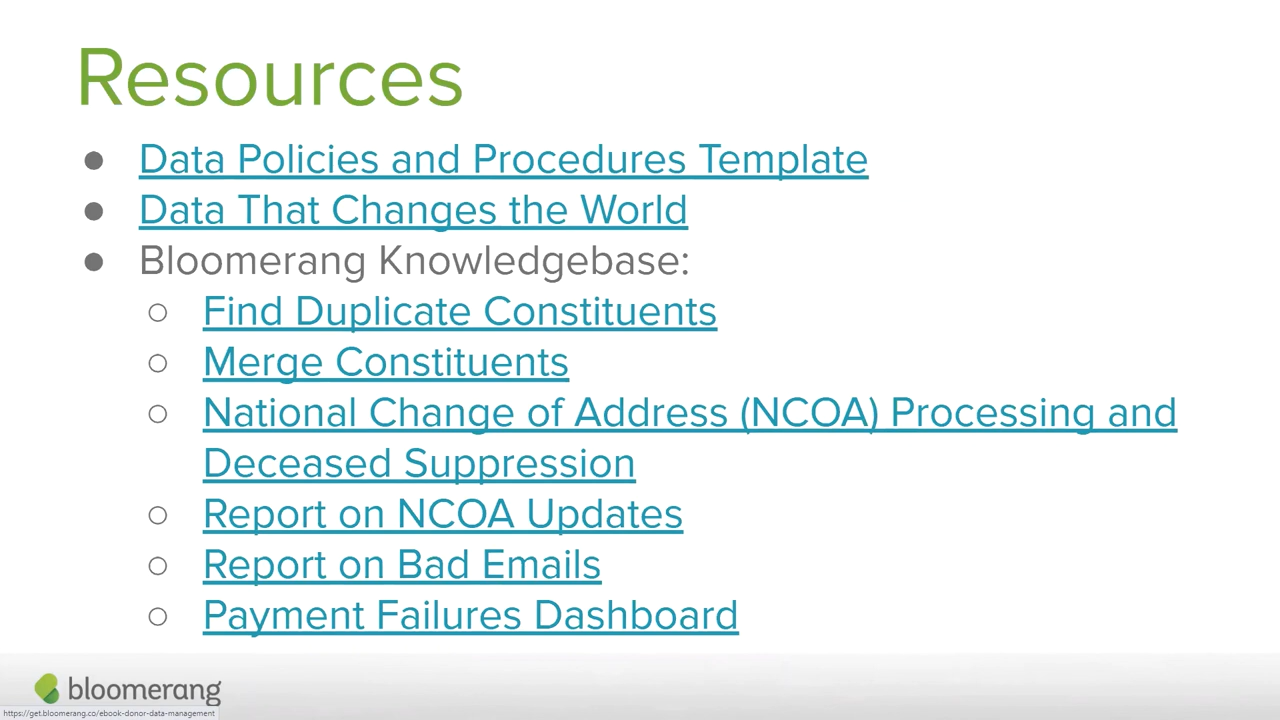 Resources
● Data Policies and Procedures Template
● Data That Changes the World
● Bloomerang Knowledgebase:
○ Find Duplicate Constituents
○ Merge Constituents
○ National Change of Address (NCOA) Processing and
Deceased Suppression
○ Report on NCOA Updates
○ Report on Bad Emails
○ Payment Failures Dashboard
bloomerang
https://get.bloomerang.co/ebook-donor-data-management